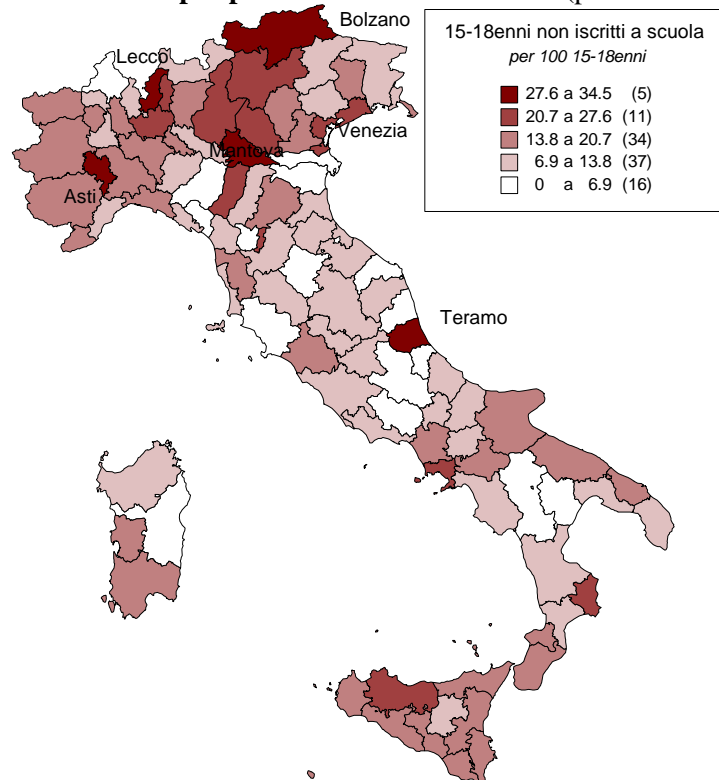 Bolzano
Lecco
Venezia
Mantova
Asti
Teramo
15-18enni non iscritti a scuola
per 100 15-18enni
27.6 a 34.5 (5)
20.7 a 27.6 (11)
13.8 a 20.7 (34)
6.9 a 13.8 (37)
0 a 6.9 (16)